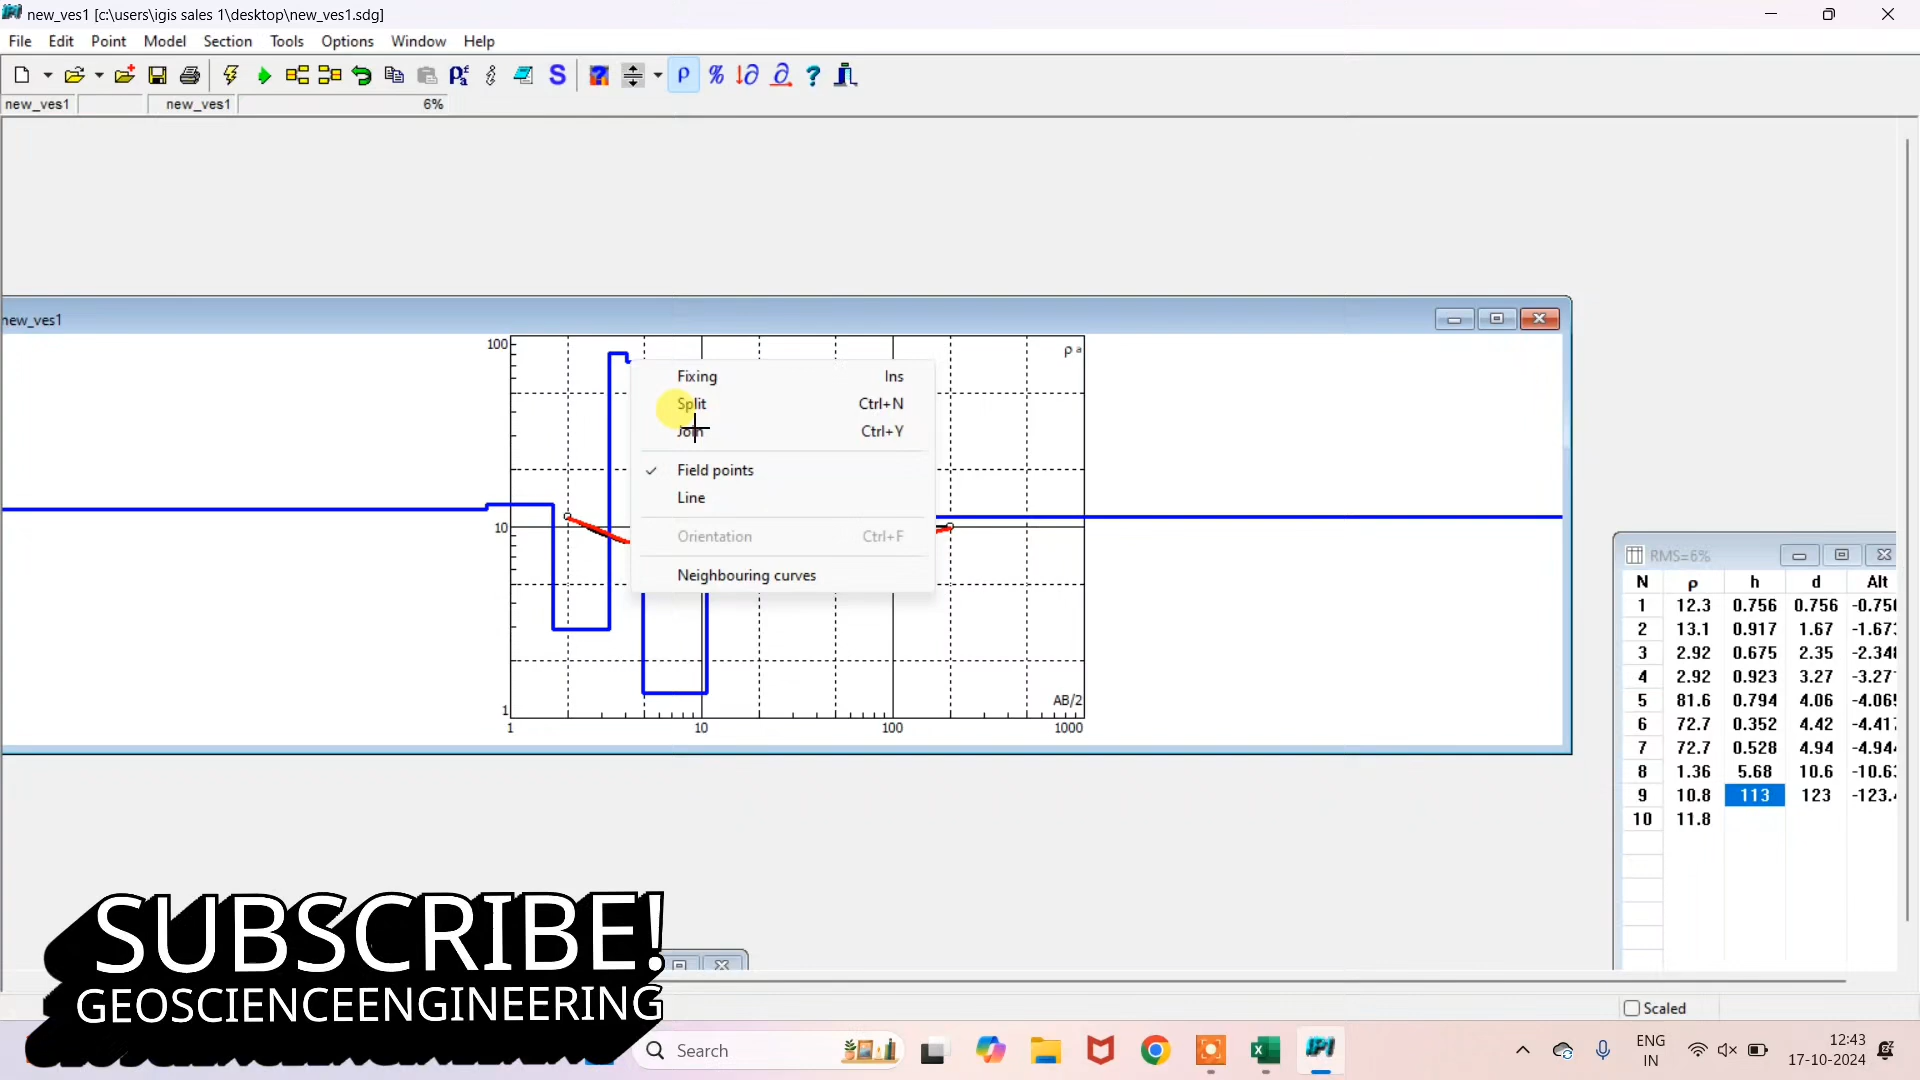 new_ves1 [c:\users\igis sales 1\desktop\new_ves1.sdg]
File Edit Point Model Section Tools Options Window Help
new_ves1 new_ves1 6%
new_ves1
100
10
1
ρ a
AB/2
1 10 100 1000
Fixing Ins
Split Ctrl+N
Join Ctrl+Y
Field points
Line
Orientation Ctrl+F
Neighbouring curves
RMS=6%
N ρ h d Alt
1 12.3 0.756 0.756
2 13.1 0.917 1.67
3 2.92 0.675 2.35
4 2.92 0.923 3.27
5 81.6 0.794 4.06
6 72.7 0.352 4.42
7 72.7 0.528 4.94
8 1.36 5.68 10.6
9 10.8 113 123
10 11.8
SUBSCRIBE!
GEOSCIENCEENGINEERING
Scaled
Search
IPI
ENG
IN
12:43
17-10-2024